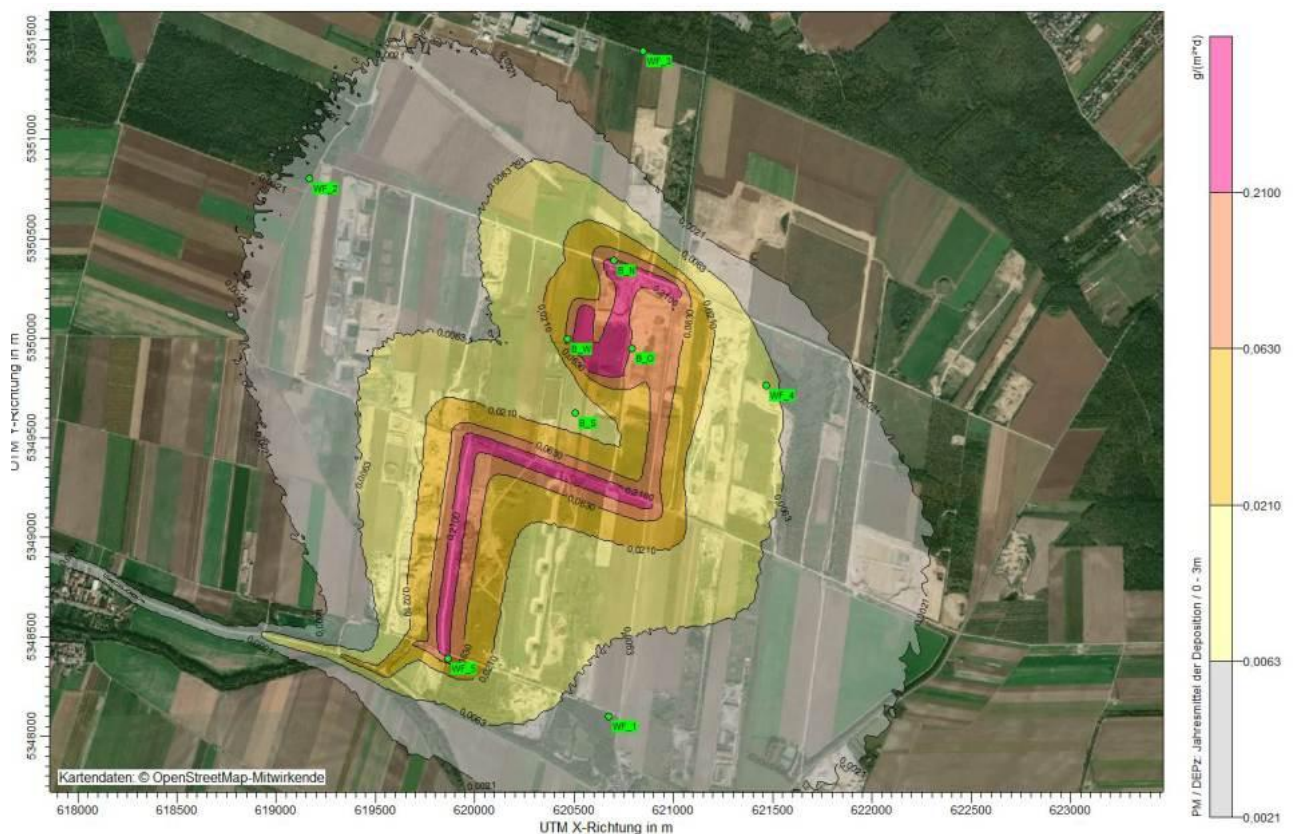 5351500
5351000
5350500
5350000
5349500
5349000
5348500
5348000
WF_3
WF_2
B_N
B_W
B_O
WF_4
B_S
WF_5
WF_1
0,0021
0,0063
0,0210
0,0630
0,2100
Kartendaten: © OpenStreetMap-Mitwirkende
618000 618500 619000 619500 620000 620500 621000 621500 622000 622500 623000
UTM X-Richtung in m
g/(m²*d)
0.2100
0.0630
0.0210
0.0063
0.0021
PM / DEPz: Jahresmittel der Deposition / 0 - 3m